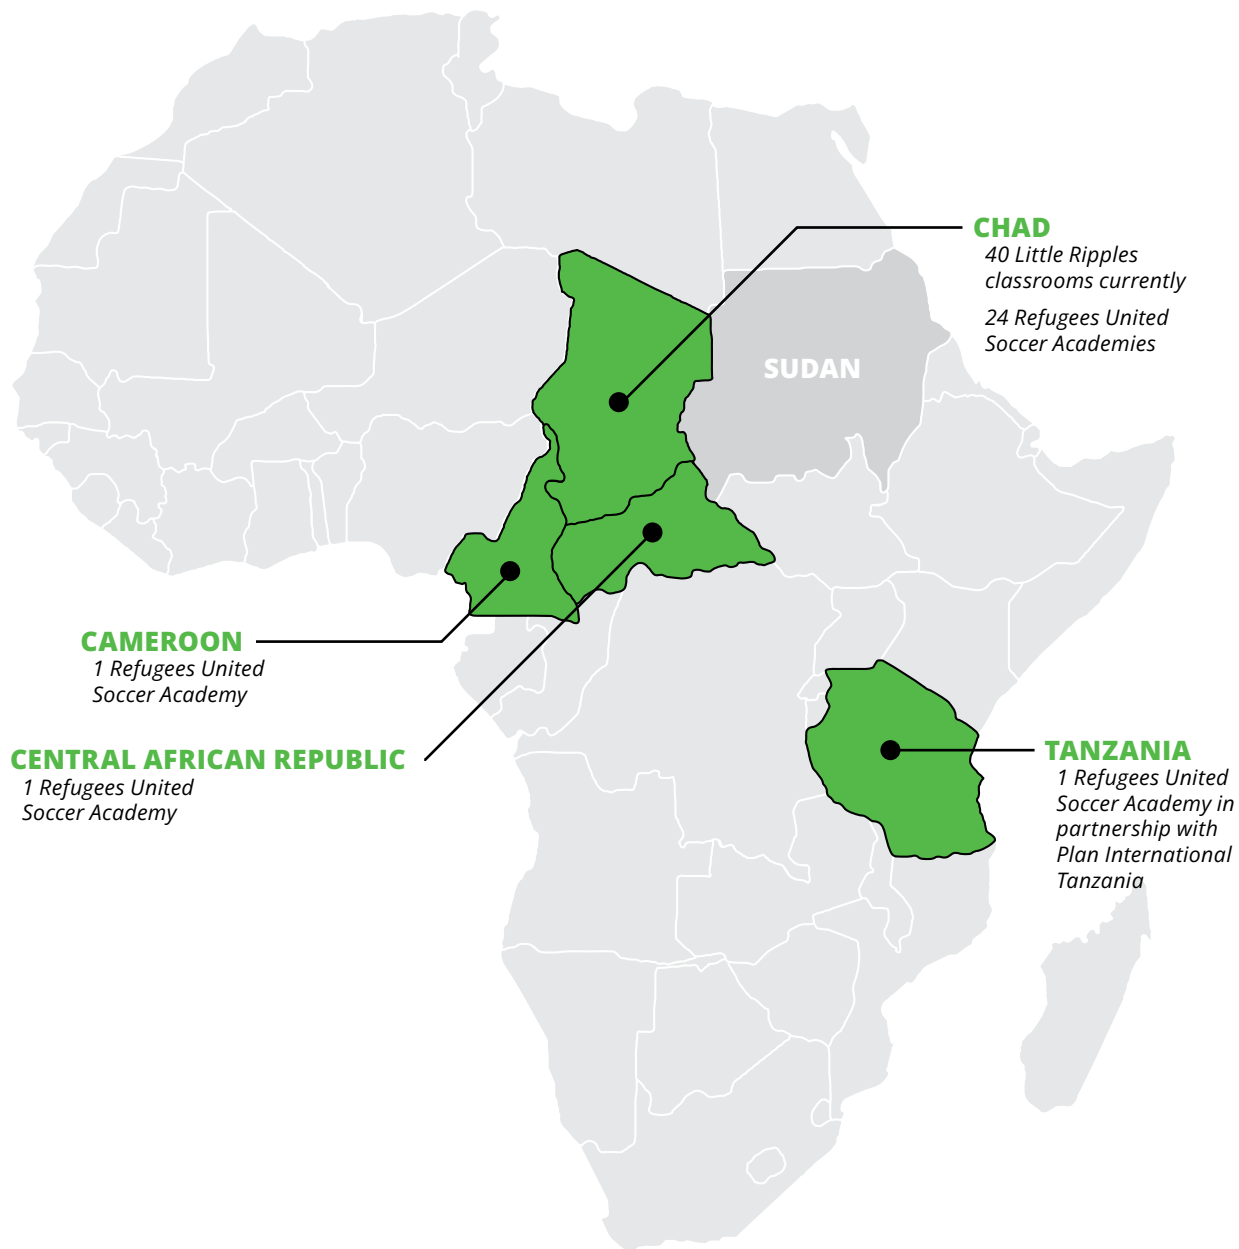 CHAD
40 Little Ripples
classrooms currently
24 Refugees United
Soccer Academies
SUDAN
CAMEROON
1 Refugees United
Soccer Academy
CENTRAL AFRICAN REPUBLIC
1 Refugees United
Soccer Academy
TANZANIA
1 Refugees United
Soccer Academy in
partnership with
Plan International
Tanzania